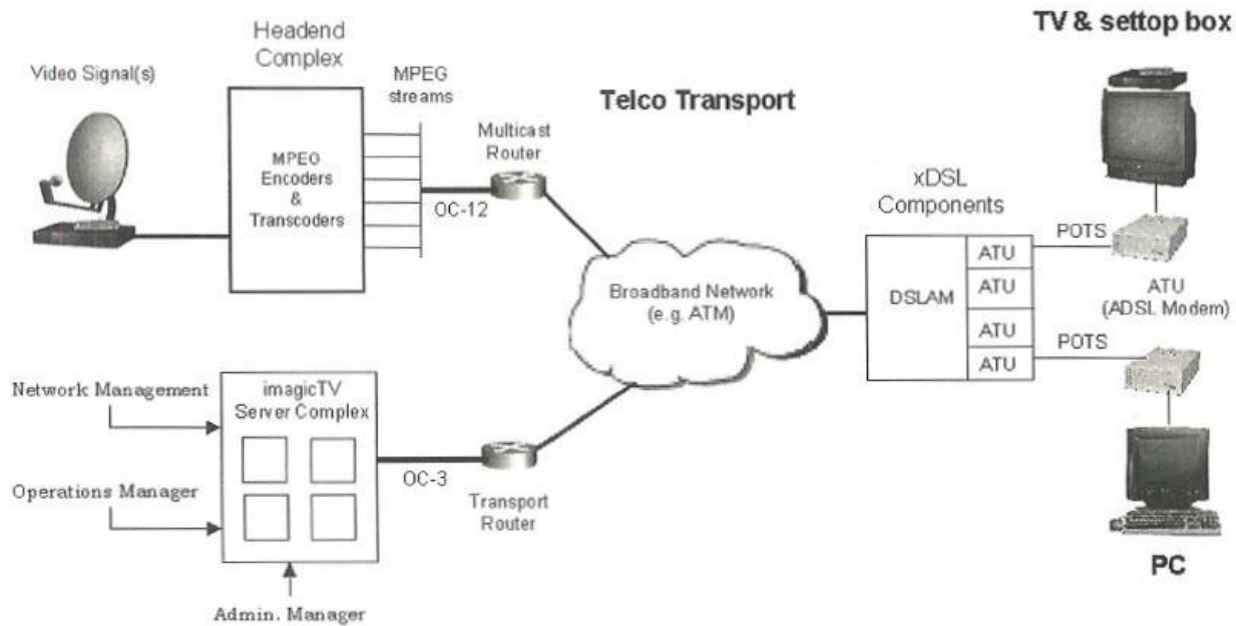 TV & settop box
Headend
Complex
Video Signal(s)
MPEG
streams
Telco Transport
Multicast
Router
MPEG
Encoders
&
Transcoders
OC-12
xDSL
Components
POTS
ATU
ATU
ATU
ATU
DSLAM
ATU
(ADSL Modem)
POTS
Broadband Network
(e.g. ATM)
Network Management
imagicTV
Server Complex
Operations Manager
OC-3
Transport
Router
PC
Admin. Manager